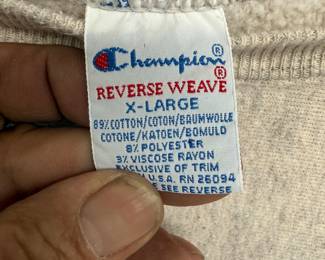 Champion®
REVERSE WEAVE®
X-LARGE
89% COTTON/COTON/BAUMWOLLE
COTONE/KATOEN/BOMULD
8% POLYESTER
3% VISCOSE RAYON
EXCLUSIVE OF TRIM
U.S.A. RN 26094
SEE REVERSE